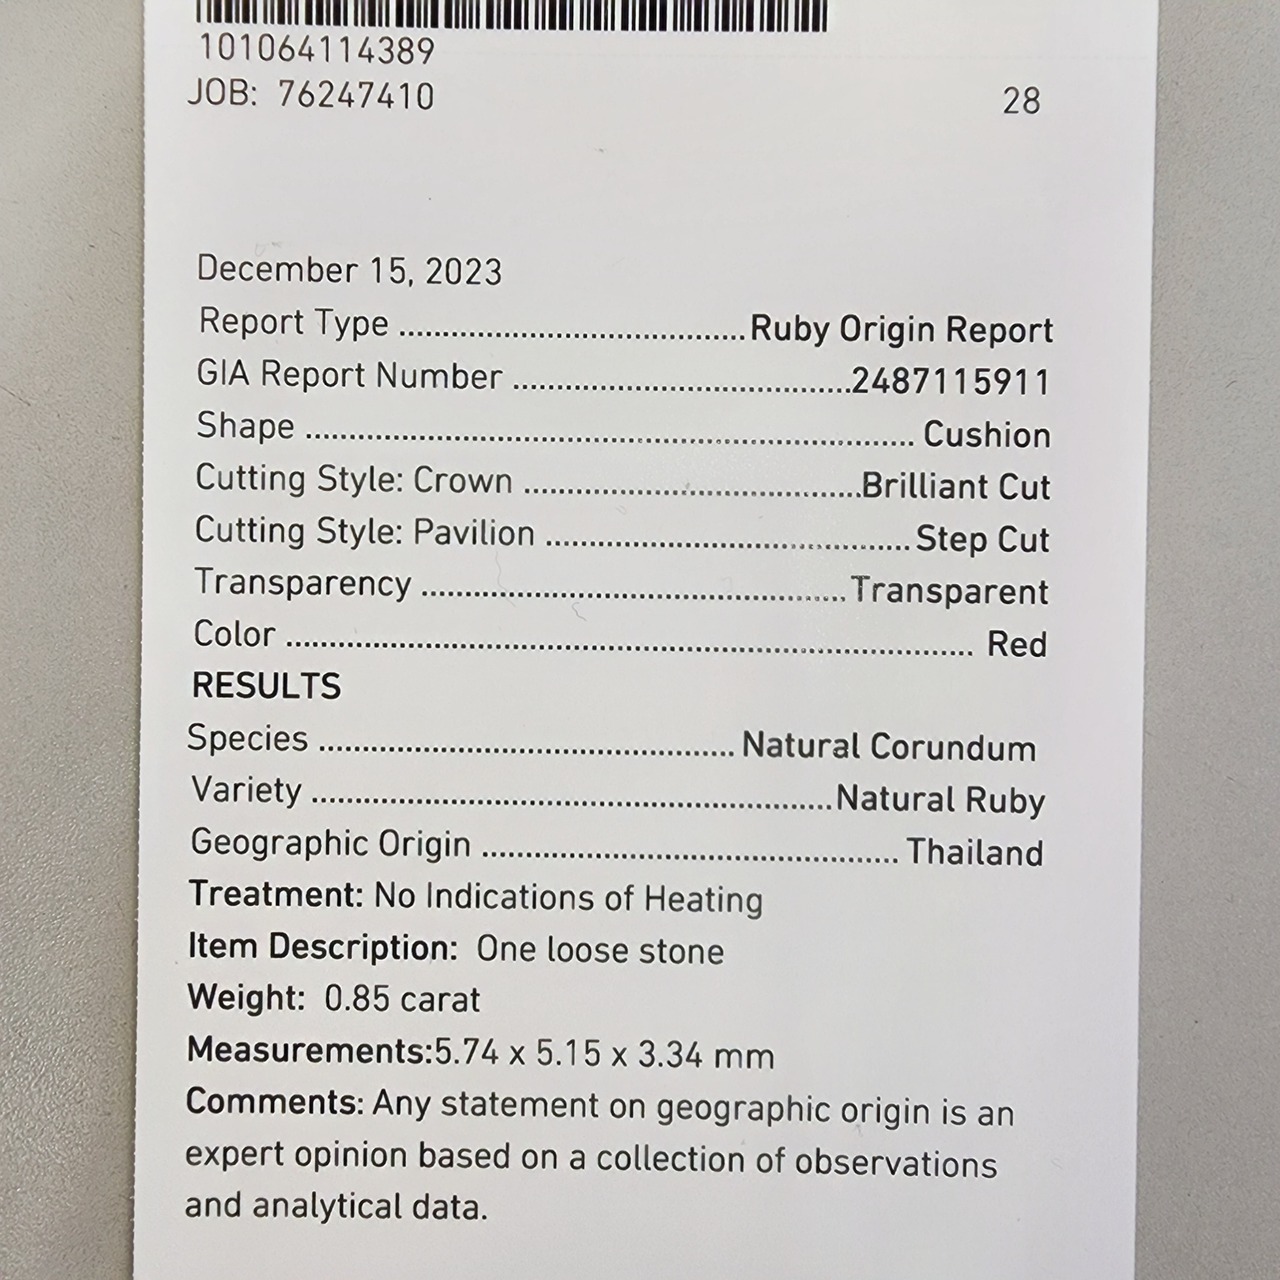 101064114389
JOB: 76247410 28
December 15, 2023
Report Type ........................................ Ruby Origin Report
GIA Report Number ....................................... 2487115911
Shape ...................................................................... Cushion
Cutting Style: Crown ....................................... Brilliant Cut
Cutting Style: Pavilion .......................................... Step Cut
Transparency ................................................. Transparent
Color ............................................................................... Red
RESULTS
Species ................................................ Natural Corundum
Variety ............................................................ Natural Ruby
Geographic Origin ................................................ Thailand
Treatment: No Indications of Heating
Item Description: One loose stone
Weight: 0.85 carat
Measurements:5.74 x 5.15 x 3.34 mm
Comments: Any statement on geographic origin is an
expert opinion based on a collection of observations
and analytical data.